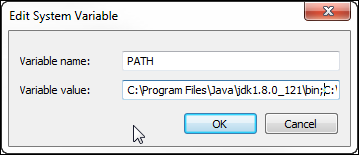 Edit System Variable
Variable name: PATH
Variable value: C:\Program Files\Java\jdk1.8.0_121\bin;C:\
OK Cancel